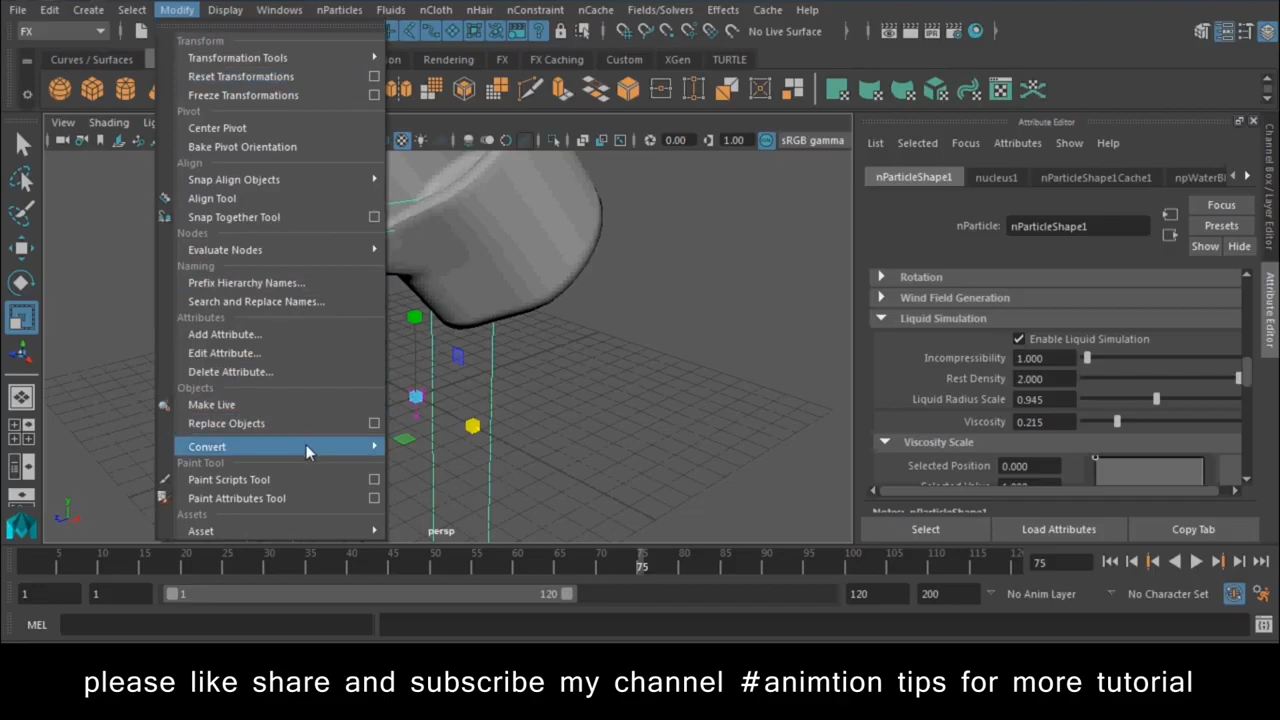 File Edit Create Select Modify Display Windows nParticles Fluids nCloth nHair nConstraint nCache Fields/Solvers Effects Cache Help
FX No Live Surface
Curves / Surfaces Rendering FX FX Caching Custom XGen TURTLE
View Shading
0.00 1.00 sRGB gamma
Transform
Transformation Tools
Reset Transformations
Freeze Transformations
Pivot
Center Pivot
Bake Pivot Orientation
Align
Snap Align Objects
Align Tool
Snap Together Tool
Nodes
Evaluate Nodes
Naming
Prefix Hierarchy Names...
Search and Replace Names...
Attributes
Add Attribute...
Edit Attribute...
Delete Attribute...
Objects
Make Live
Replace Objects
Convert
Paint Tool
Paint Scripts Tool
Paint Attributes Tool
Assets
Asset
persp
Attribute Editor
List Selected Focus Attributes Show Help
nParticleShape1 nucleus1 nParticleShape1Cache1
Focus
nParticle: nParticleShape1 Presets
Show Hide
Rotation
Wind Field Generation
Liquid Simulation
Enable Liquid Simulation
Incompressibility 1.000
Rest Density 2.000
Liquid Radius Scale 0.945
Viscosity 0.215
Viscosity Scale
Selected Position 0.000
Select Load Attributes Copy Tab
Channel Box / Layer Editor
Attribute Editor
5 10 15 20 25 30 35 40 45 50 55 60 65 70 75 80 85 90 95 100 105 110 115
75 75
1 1 1 120 120 200 No Anim Layer No Character Set
MEL
please like share and subscribe my channel #animtion tips for more tutorial